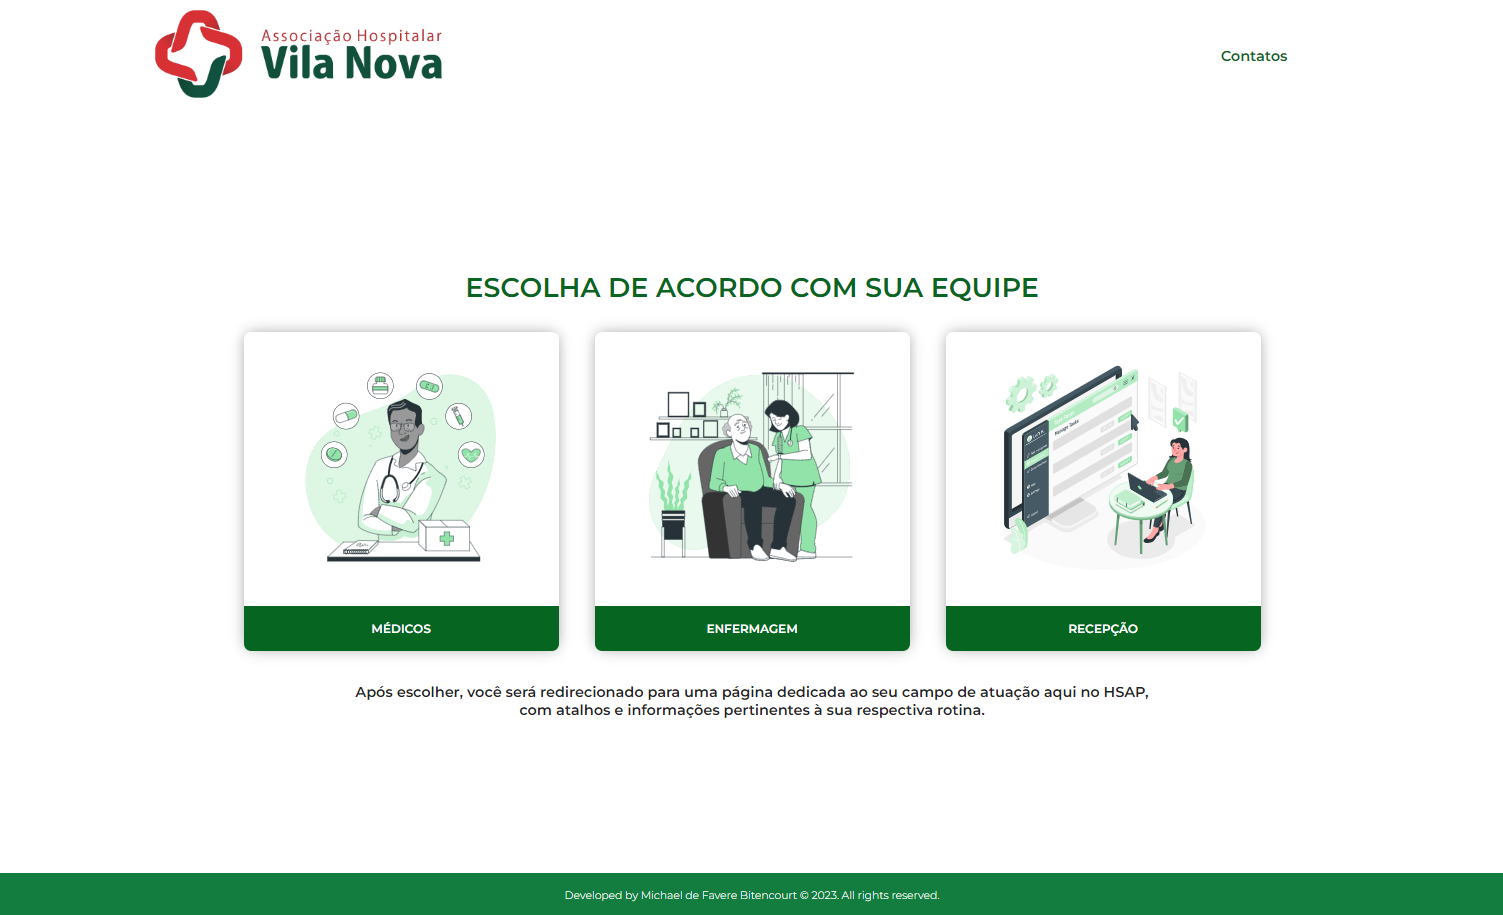 Associação Hospitalar
Vila Nova
Contatos
ESCOLHA DE ACORDO COM SUA EQUIPE
MÉDICOS
ENFERMAGEM
RECEPÇÃO
Após escolher, você será redirecionado para uma página dedicada ao seu campo de atuação aqui no HSAP,
com atalhos e informações pertinentes à sua respectiva rotina.
Developed by Michael de Favere Bitencourt © 2023. All rights reserved.